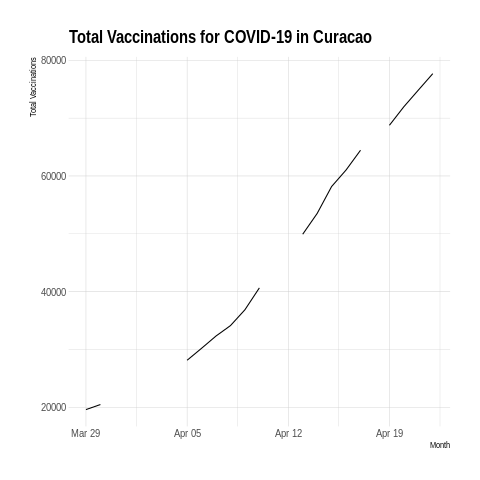 Total Vaccinations for COVID-19 in Curacao
Total Vaccinations
80000
60000
40000
20000
Mar 29 Apr 05 Apr 12 Apr 19
Month